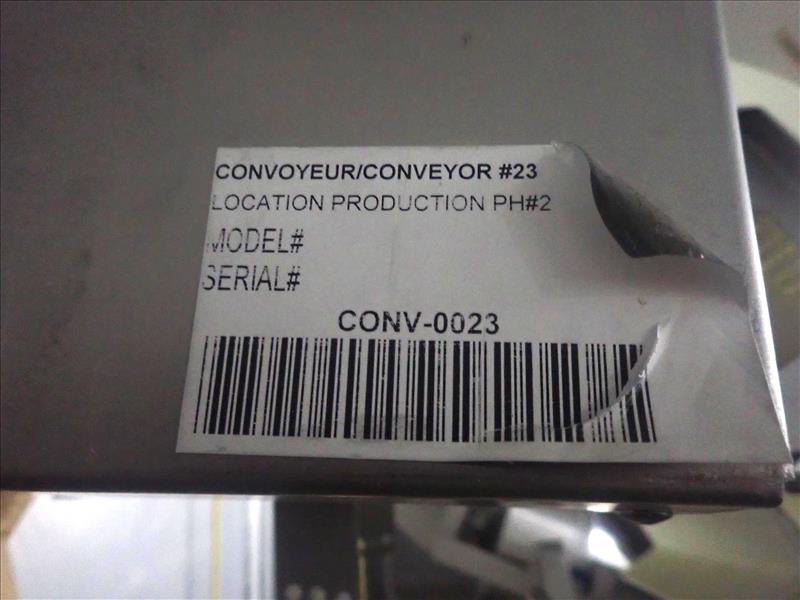 CONVOYEUR/CONVEYOR #23
LOCATION PRODUCTION PH#2
MODEL#
SERIAL#
CONV-0023